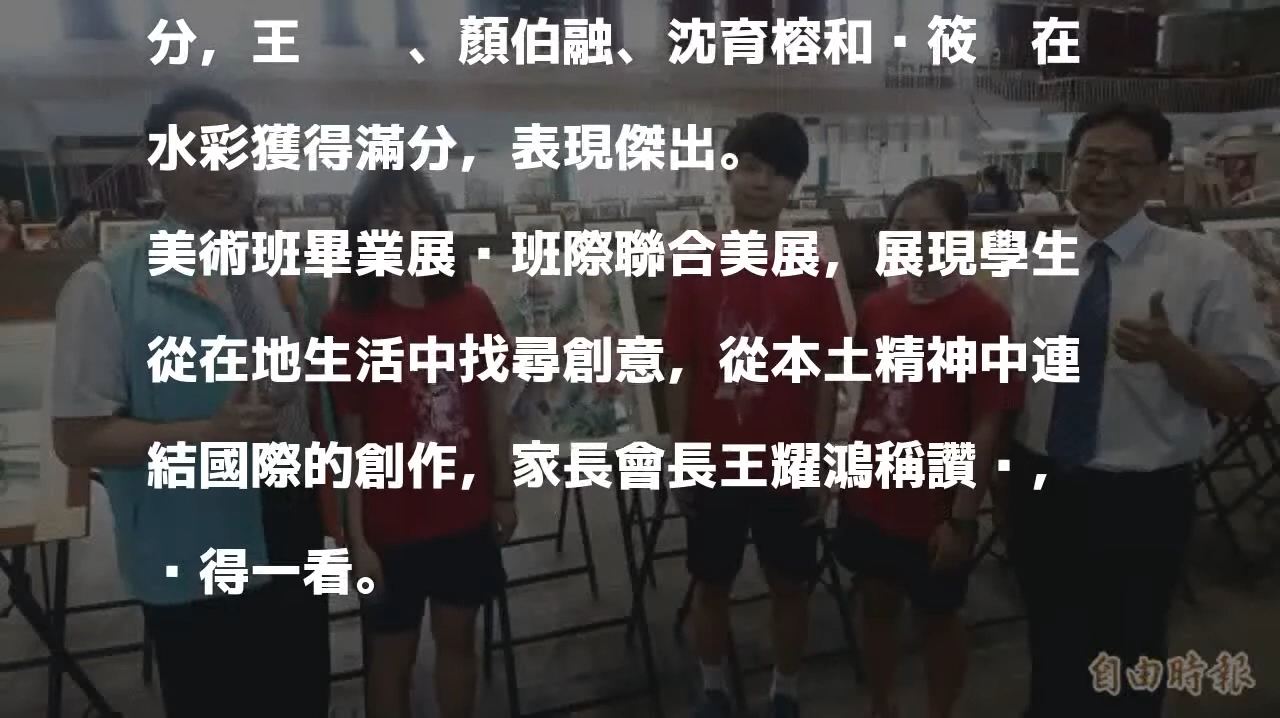 分，王　　、顏伯融、沈育榕和▪筱　在
水彩獲得滿分，表現傑出。
美術班畢業展▪班際聯合美展，展現學生
從在地生活中找尋創意，從本土精神中連
結國際的創作，家長會長王耀鴻稱讚▪，
▪得一看。
自由時報